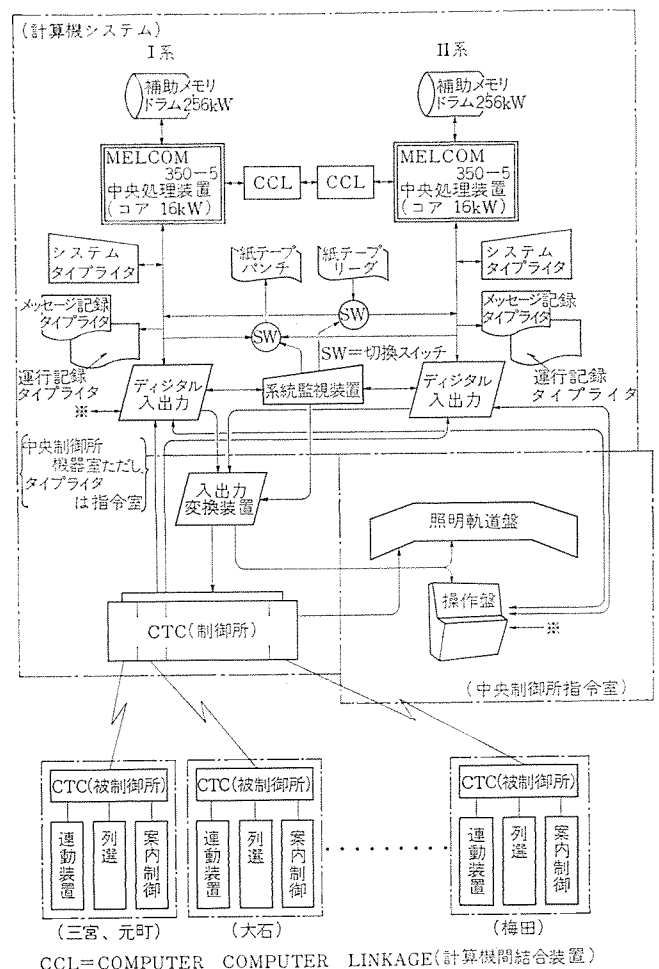 (計算機システム)
I系
II系
補助メモリ
ドラム256kW
補助メモリ
ドラム256kW
MELCOM
350-5
中央処理装置
(コア 16kW)
CCL
CCL
MELCOM
350-5
中央処理装置
(コア 16kW)
システム
タイプライタ
紙テープ
パンチ
紙テープ
リーダ
システム
タイプライタ
メッセージ記録
タイプライタ
SW
SW
メッセージ記録
タイプライタ
SW=切換スイッチ
運行記録
タイプライタ
※
ディジタル
入出力
系統監視装置
ディジタル
入出力
運行記録
タイプライタ
中央制御所
機器室ただし
タイプライタ
は指令室
入出力
変換装置
照明軌道盤
操作盤
※
CTC(制御所)
(中央制御所指令室)
CTC(被制御所)
連動装置
列選
案内制御
(三宮、元町)
CTC(被制御所)
連動装置
列選
案内制御
(大石)
CTC(被制御所)
連動装置
列選
案内制御
(梅田)
CCL=COMPUTER COMPUTER LINKAGE(計算機間結合装置)